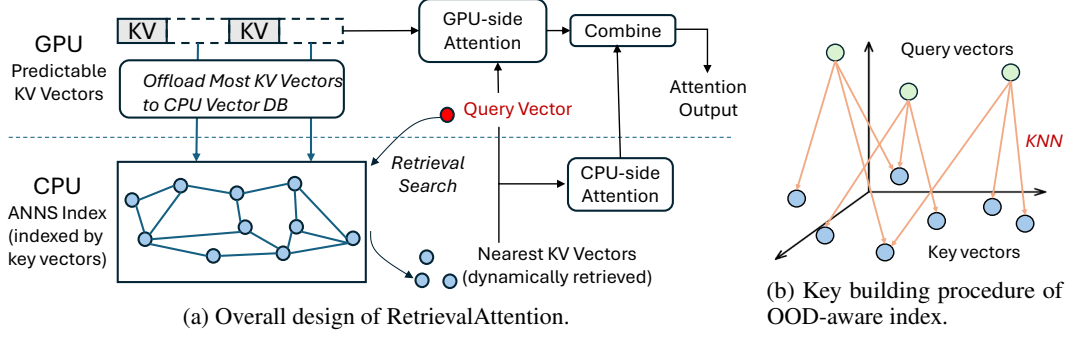 GPU
Predictable
KV Vectors
KV
KV
GPU-side
Attention
Combine
Offload Most KV Vectors
to CPU Vector DB
Attention
Output
Query Vector
Retrieval
Search
CPU-side
Attention
CPU
ANNS Index
(indexed by
key vectors)
Nearest KV Vectors
(dynamically retrieved)
(a) Overall design of RetrievalAttention.
Query vectors
KNN
Key vectors
(b) Key building procedure of
OOD-aware index.